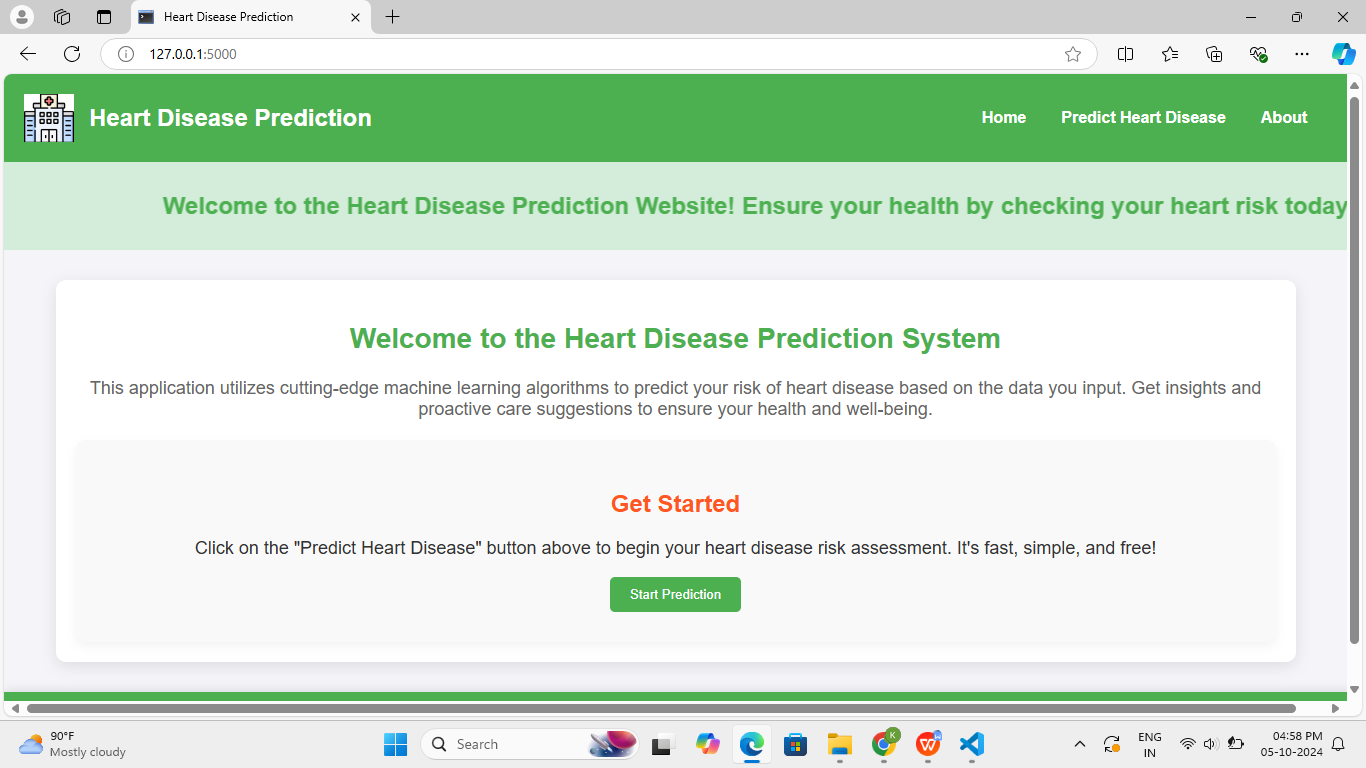 Heart Disease Prediction
127.0.0.1:5000
Heart Disease Prediction
Home
Predict Heart Disease
About
Welcome to the Heart Disease Prediction Website! Ensure your health by checking your heart risk today
Welcome to the Heart Disease Prediction System
This application utilizes cutting-edge machine learning algorithms to predict your risk of heart disease based on the data you input. Get insights and
proactive care suggestions to ensure your health and well-being.
Get Started
Click on the "Predict Heart Disease" button above to begin your heart disease risk assessment. It's fast, simple, and free!
Start Prediction
90°F
Mostly cloudy
Search
K
W
ENG
IN
04:58 PM
05-10-2024